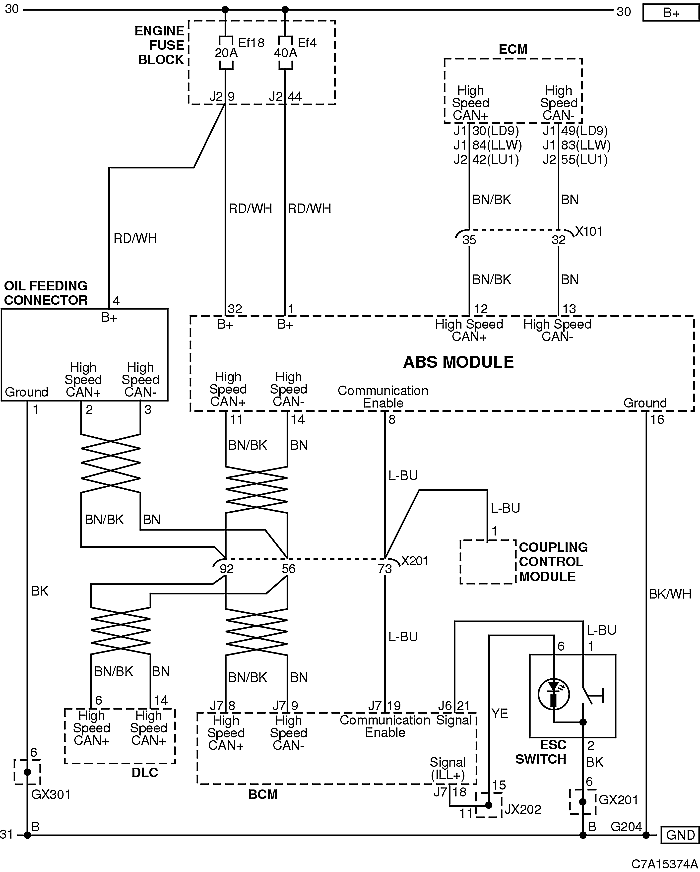 30
30 B+
ENGINE
FUSE
BLOCK
Ef18
20A
Ef4
40A
J2 9
J2 44
ECM
High
Speed
CAN+
High
Speed
CAN-
J1 30(LD9)
J1 84(LLW)
J2 42(LU1)
J1 49(LD9)
J1 83(LLW)
J2 55(LU1)
BN/BK
BN
RD/WH
RD/WH
RD/WH
35
32
X101
BN/BK
BN
OIL FEEDING
CONNECTOR
4
B+
32
B+
1
B+
12
High Speed
CAN+
13
High Speed
CAN-
ABS MODULE
Ground
High
Speed
CAN+
High
Speed
CAN-
High
Speed
CAN+
High
Speed
CAN-
Communication
Enable
Ground
1
2
3
11
14
8
16
BN/BK
BN
L-BU
L-BU
BN/BK
BN
1
COUPLING
CONTROL
MODULE
92
56
73
X201
BK
BK/WH
L-BU
L-BU
BN/BK
BN
BN/BK
BN
6
1
6
14
J7 8
J7 9
J7 19
J6 21
YE
High
Speed
CAN+
High
Speed
CAN+
High
Speed
CAN+
High
Speed
CAN-
Communication
Enable
Signal
Signal
(ILL+)
DLC
BCM
ESC
SWITCH
2
BK
6
GX301
J7 18
11
15
JX202
6
GX201
31
B
B
G204
GND
C7A15374A